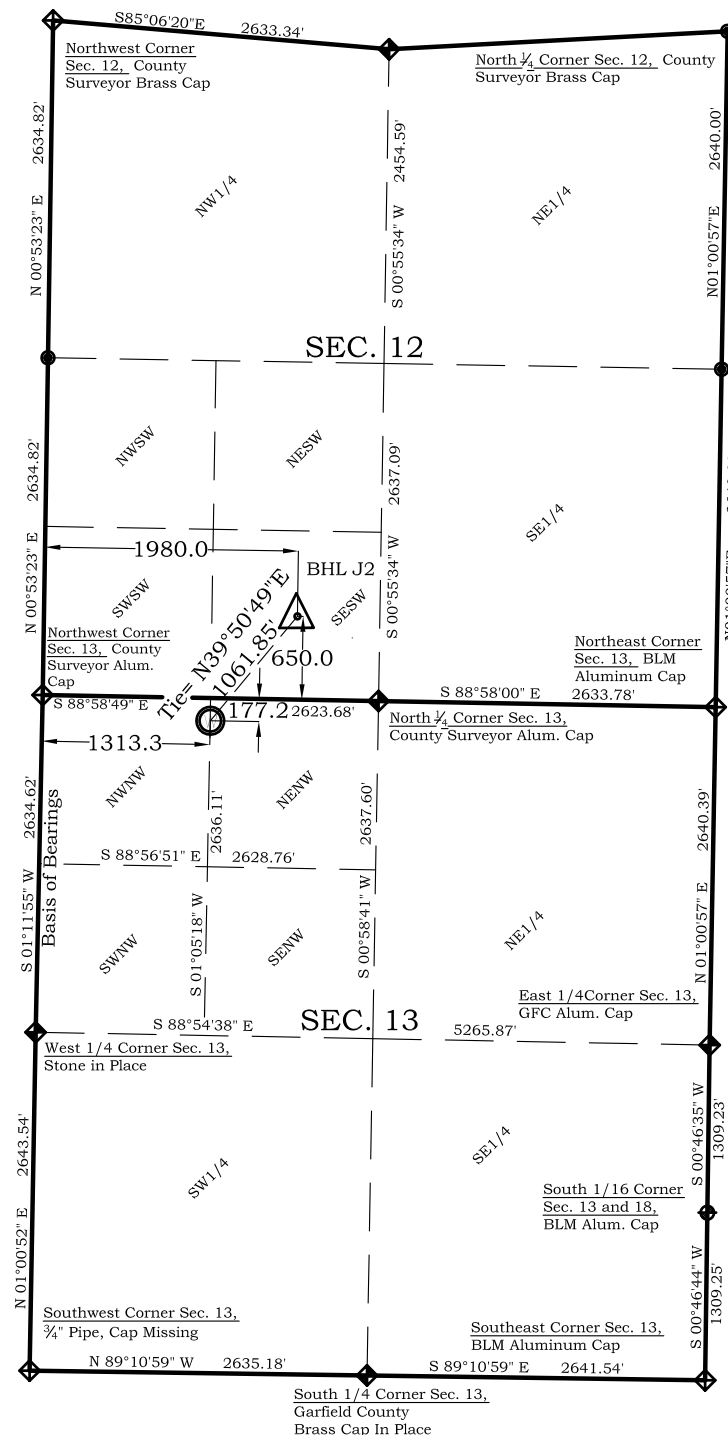 S85°06'20"E 2633.34'
Northwest Corner
Sec. 12, County
Surveyor Brass Cap
North 1/4 Corner Sec. 12, County
Surveyor Brass Cap
2634.82'
N 00°53'23" E
NW1/4
2454.59'
S 00°55'34" W
NE1/4
2640.00'
N01°00'57"E
SEC. 12
NWSW
NESW
2634.82'
N 00°53'23" E
2637.09'
S 00°55'34" W
SE1/4
1980.0
BHL J2
SWSW
SESW
Tie= N39°50'49"E
1061.85'
650.0
Northwest Corner
Sec. 13, County
Surveyor Alum.
Cap
Northeast Corner
Sec. 13, BLM
Aluminum Cap
S 88°58'49" E
177.2
2623.68'
S 88°58'00" E 2633.78'
North 1/4 Corner Sec. 13,
County Surveyor Alum. Cap
1313.3
NWNW
NENW
2634.62'
S 01°11'55" W
Basis of Bearings
2636.11'
S 01°05'18" W
2637.60'
S 00°58'41" W
2640.39'
N 01°00'57" E
S 88°56'51" E 2628.76'
SWNW
SENW
NE1/4
East 1/4Corner Sec. 13,
GFC Alum. Cap
S 88°54'38" E
SEC. 13
5265.87'
West 1/4 Corner Sec. 13,
Stone in Place
2643.54'
N 01°00'52" E
SW1/4
SE1/4
S 00°46'35" W
1309.23'
South 1/16 Corner
Sec. 13 and 18,
BLM Alum. Cap
S 00°46'44" W
1309.25'
Southwest Corner Sec. 13,
¾" Pipe, Cap Missing
Southeast Corner Sec. 13,
BLM Aluminum Cap
N 89°10'59" W 2635.18'
S 89°10'59" E 2641.54'
South 1/4 Corner Sec. 13,
Garfield County
Brass Cap In Place